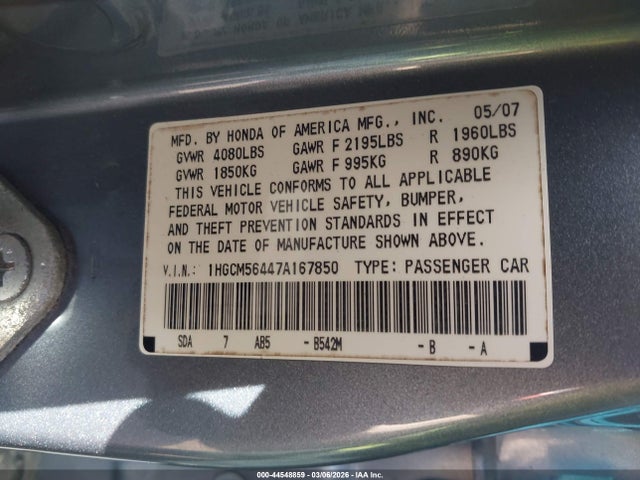 MFD. BY HONDA OF AMERICA MFG., INC. 05/07
GVWR 4080LBS GAWR F 2195LBS R 1960LBS
GVWR 1850KG GAWR F 995KG R 890KG
THIS VEHICLE CONFORMS TO ALL APPLICABLE
FEDERAL MOTOR VEHICLE SAFETY, BUMPER,
AND THEFT PREVENTION STANDARDS IN EFFECT
ON THE DATE OF MANUFACTURE SHOWN ABOVE.
V.I.N.: 1HGCM56447A167850 TYPE: PASSENGER CAR
SDA 7 AB5 - B542M - B - A
000-44548859 - 03/06/2026 - IAA Inc.